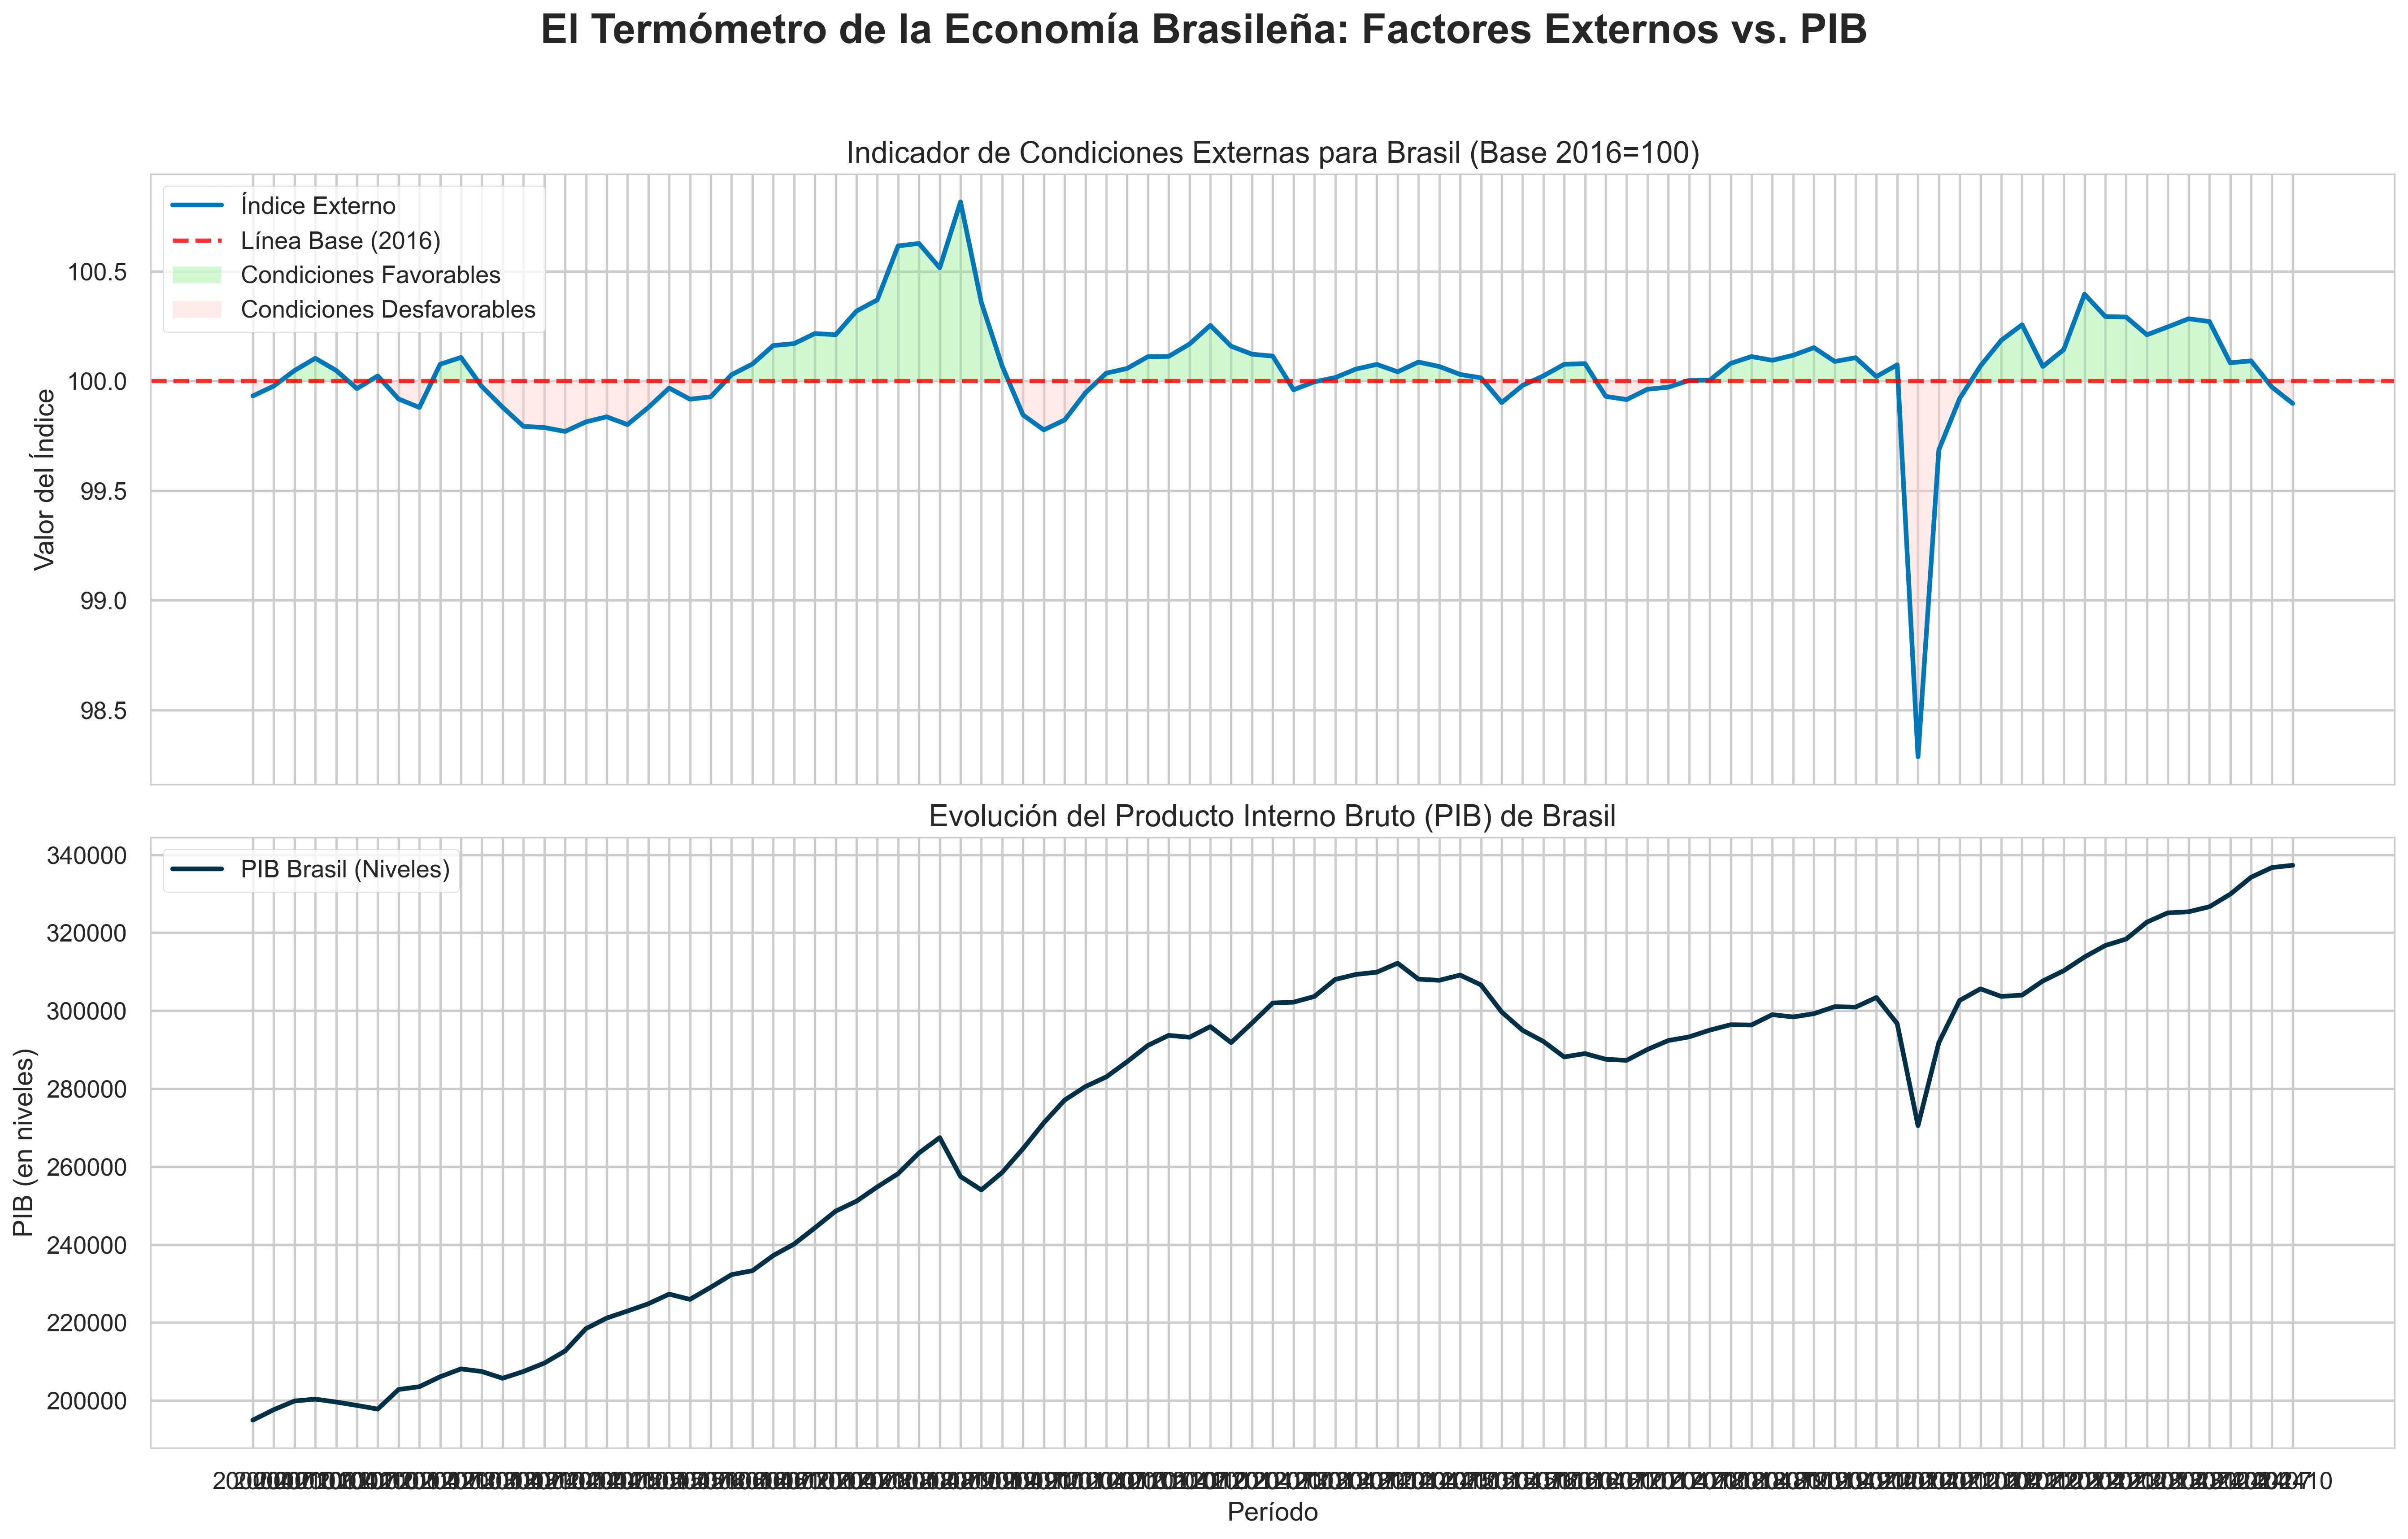 El Termómetro de la Economía Brasileña: Factores Externos vs. PIB
Indicador de Condiciones Externas para Brasil (Base 2016=100)
Índice Externo
Línea Base (2016)
Condiciones Favorables
Condiciones Desfavorables
Valor del Índice
100.5
100.0
99.5
99.0
98.5
Evolución del Producto Interno Bruto (PIB) de Brasil
PIB Brasil (Niveles)
PIB (en niveles)
340000
320000
300000
280000
260000
240000
220000
200000
Período